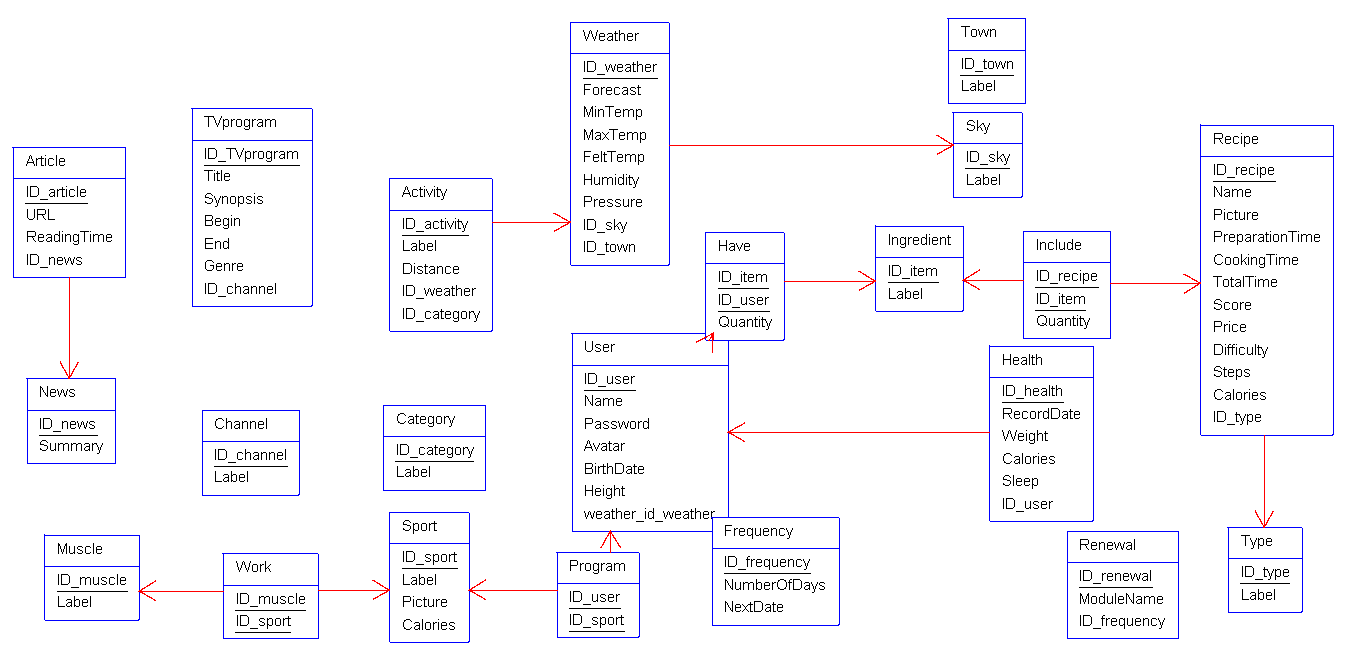 Weather
ID_weather
Forecast
MinTemp
MaxTemp
FeltTemp
Humidity
Pressure
ID_sky
ID_town
Town
ID_town
Label
Sky
ID_sky
Label
TVprogram
ID_TVprogram
Title
Synopsis
Begin
End
Genre
ID_channel
Recipe
ID_recipe
Name
Picture
PreparationTime
CookingTime
TotalTime
Score
Price
Difficulty
Steps
Calories
ID_type
Article
ID_article
URL
ReadingTime
ID_news
Activity
ID_activity
Label
Distance
ID_weather
ID_category
Have
ID_item
ID_user
Quantity
Ingredient
ID_item
Label
Include
ID_recipe
ID_item
Quantity
User
ID_user
Name
Password
Avatar
BirthDate
Height
weather_id_weather
Health
ID_health
RecordDate
Weight
Calories
Sleep
ID_user
News
ID_news
Summary
Channel
ID_channel
Label
Category
ID_category
Label
Sport
ID_sport
Label
Picture
Calories
Frequency
ID_frequency
NumberOfDays
NextDate
Muscle
ID_muscle
Label
Work
ID_muscle
ID_sport
Program
ID_user
ID_sport
Renewal
ID_renewal
ModuleName
ID_frequency
Type
ID_type
Label